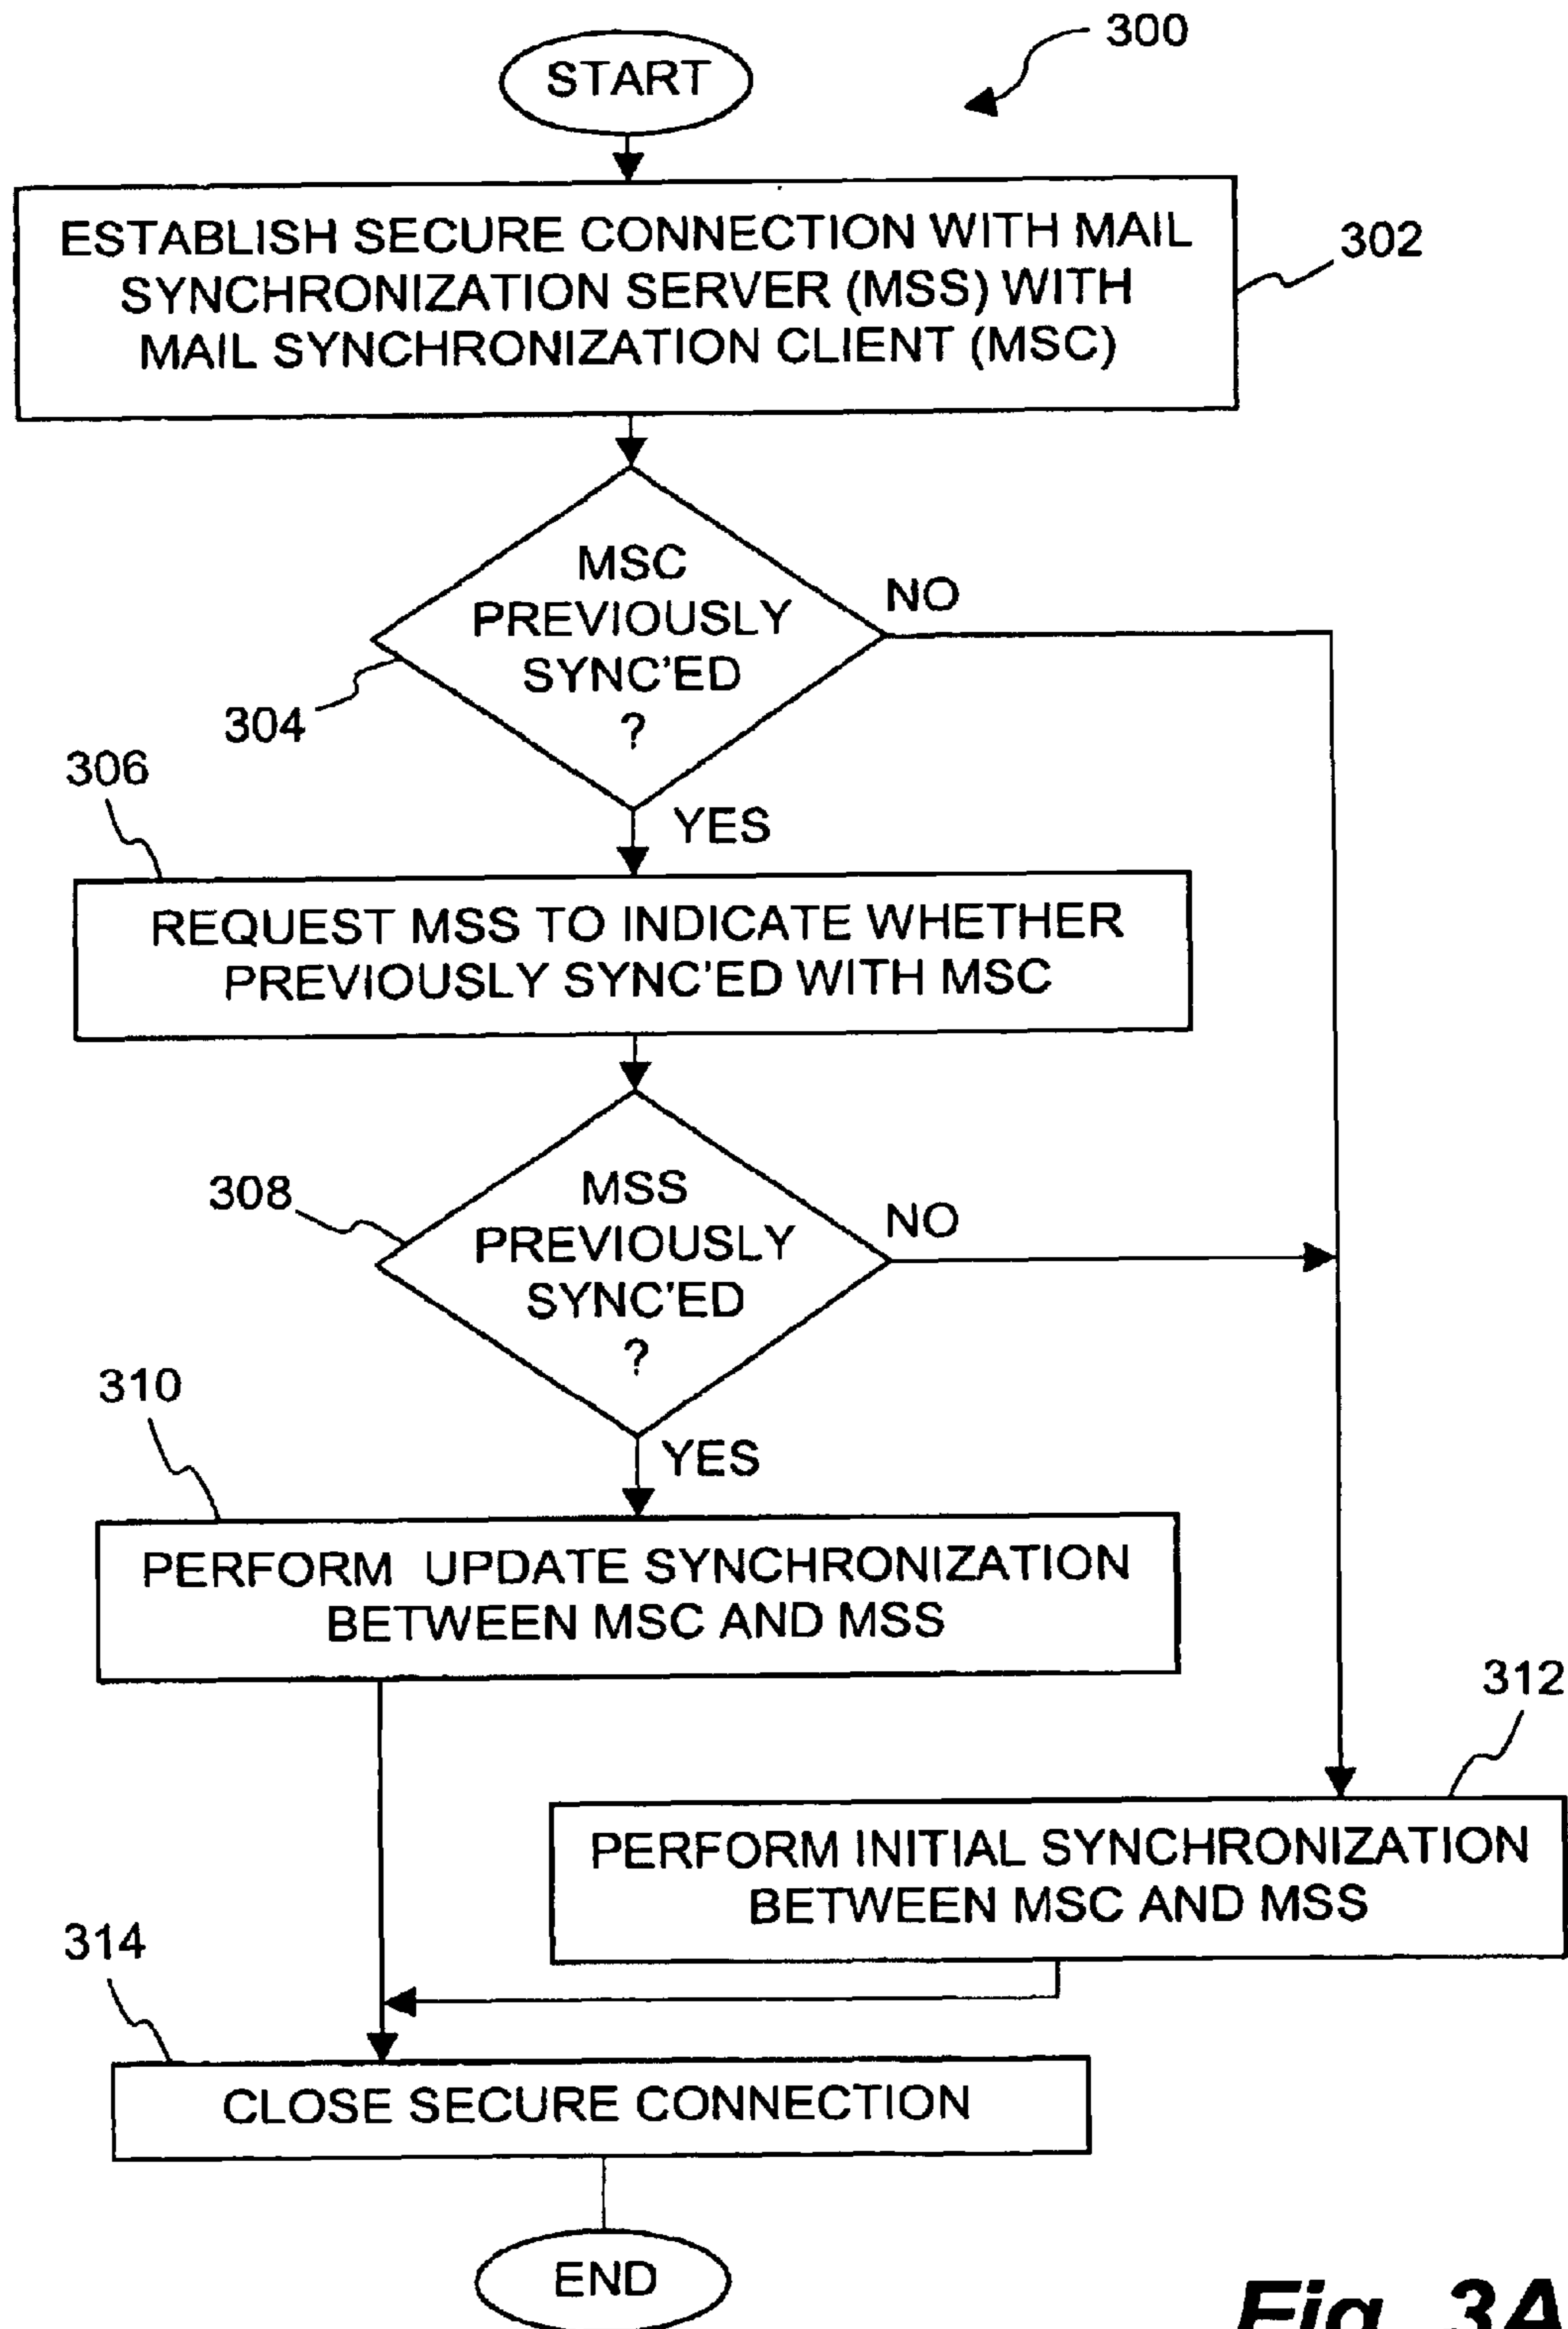 300
START
ESTABLISH SECURE CONNECTION WITH MAIL
SYNCHRONIZATION SERVER (MSS) WITH
MAIL SYNCHRONIZATION CLIENT (MSC)
302
MSC
PREVIOUSLY
SYNC'ED
?
NO
304
YES
306
REQUEST MSS TO INDICATE WHETHER
PREVIOUSLY SYNC'ED WITH MSC
308
MSS
PREVIOUSLY
SYNC'ED
?
NO
YES
310
PERFORM UPDATE SYNCHRONIZATION
BETWEEN MSC AND MSS
312
PERFORM INITIAL SYNCHRONIZATION
BETWEEN MSC AND MSS
314
CLOSE SECURE CONNECTION
END
Fig. 3A